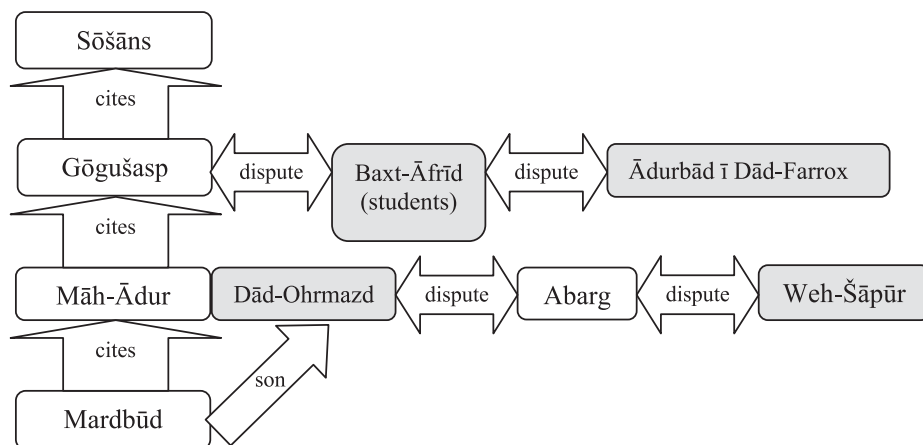 Sōšāns
cites
Gōgušasp
dispute
Baxt-Āfrīd
(students)
dispute
Ādurbād ī Dād-Farrox
cites
Māh-Ādur
Dād-Ohrmazd
dispute
Abarg
dispute
Weh-Šāpūr
cites
son
Mardbūd